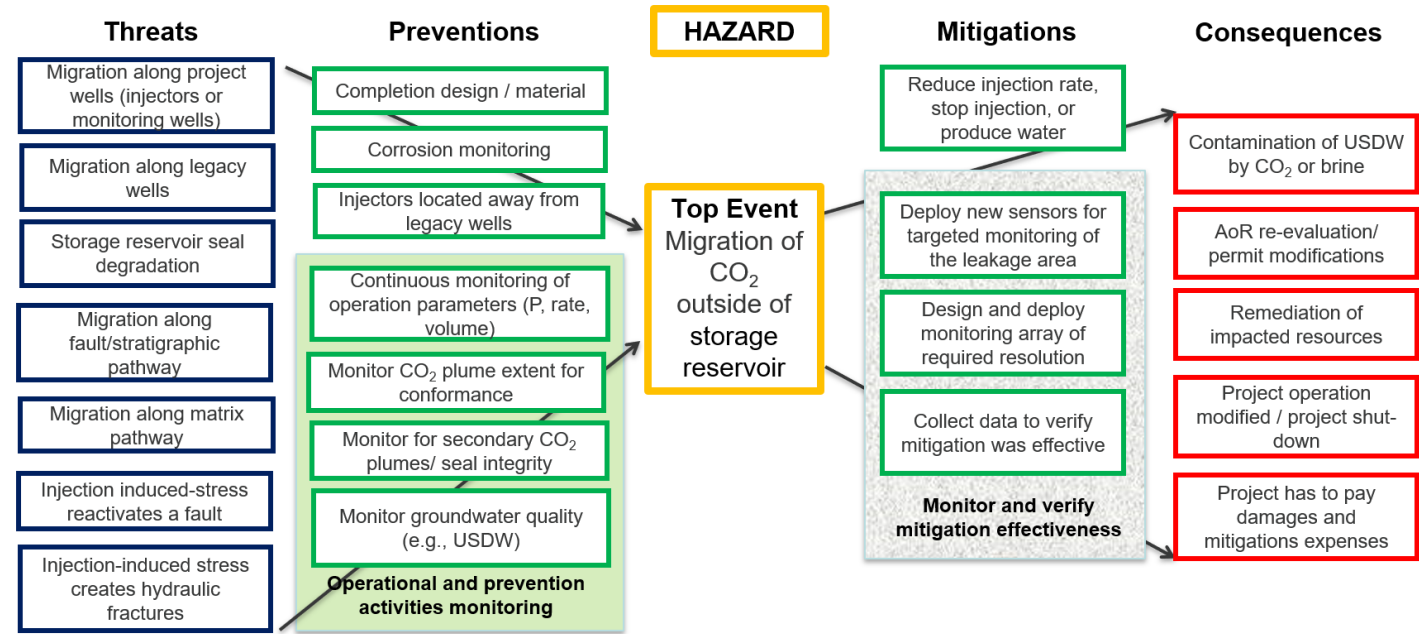 Threats
Migration along project
wells (injectors or
monitoring wells)
Migration along legacy
wells
Storage reservoir seal
degradation
Migration along
fault/stratigraphic
pathway
Migration along matrix
pathway
Injection induced-stress
reactivates a fault
Injection-induced stress
creates hydraulic
fractures
Preventions
Completion design / material
Corrosion monitoring
Injectors located away from
legacy wells
Continuous monitoring of
operation parameters (P, rate,
volume)
Monitor CO₂ plume extent for
conformance
Monitor for secondary CO₂
plumes/ seal integrity
Monitor groundwater quality
(e.g., USDW)
Operational and prevention
activities monitoring
HAZARD
Top Event
Migration of
CO₂
outside of
storage
reservoir
Mitigations
Reduce injection rate,
stop injection, or
produce water
Deploy new sensors for
targeted monitoring of
the leakage area
Design and deploy
monitoring array of
required resolution
Collect data to verify
mitigation was effective
Monitor and verify
mitigation effectiveness
Consequences
Contamination of USDW
by CO₂ or brine
AoR re-evaluation/
permit modifications
Remediation of
impacted resources
Project operation
modified / project shut-
down
Project has to pay
damages and
mitigations expenses